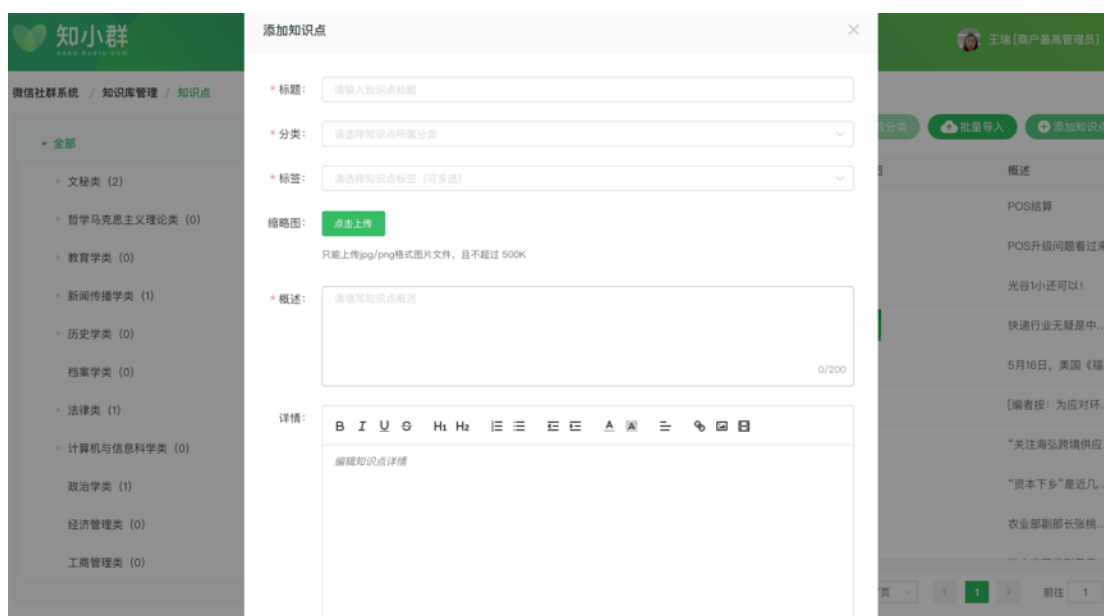 知小群
添加知识点
王瑞 [商户最高管理员]
微信社群系统 / 知识库管理 / 知识点
* 标题: 请输入知识点标题
全部
* 分类: 请选择知识点所属分类
分类
批量导入
添加知识点
文秘类 (2)
* 标签: 请选择知识点标签 (可多选)
概述
哲学马克思主义理论类 (0)
缩略图: 点击上传
POS结算
只能上传jpg/png格式图片文件, 且不超过 500K
教育学类 (0)
POS升级问题看过来
新闻传播学类 (1)
* 概述: 请填写知识点概述
光谷1小还可以!
历史学类 (0)
快递行业无疑是中...
档案学类 (0)
0/200
5月16日, 美国《福
法律类 (1)
详情:
B I U S H1 H2 A A
[编者按: 为应对环.
计算机与信息科学类 (0)
编辑知识点详情
"关注海弘跨境供应
政治学类 (1)
"资本下乡"是近几...
经济管理类 (0)
农业部副部长张桃...
工商管理类 (0)
页
1
前往 1